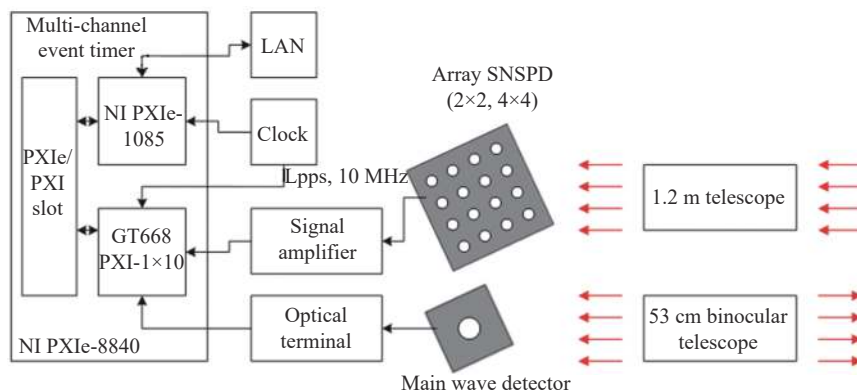 Multi-channel
event timer
LAN
NI PXIe-
1085
Clock
PXIe/
PXI
slot
Lpps, 10 MHz
GT668
PXI-1×10
Signal
amplifier
Optical
terminal
NI PXIe-8840
Array SNSPD
(2×2, 4×4)
1.2 m telescope
53 cm binocular
telescope
Main wave detector